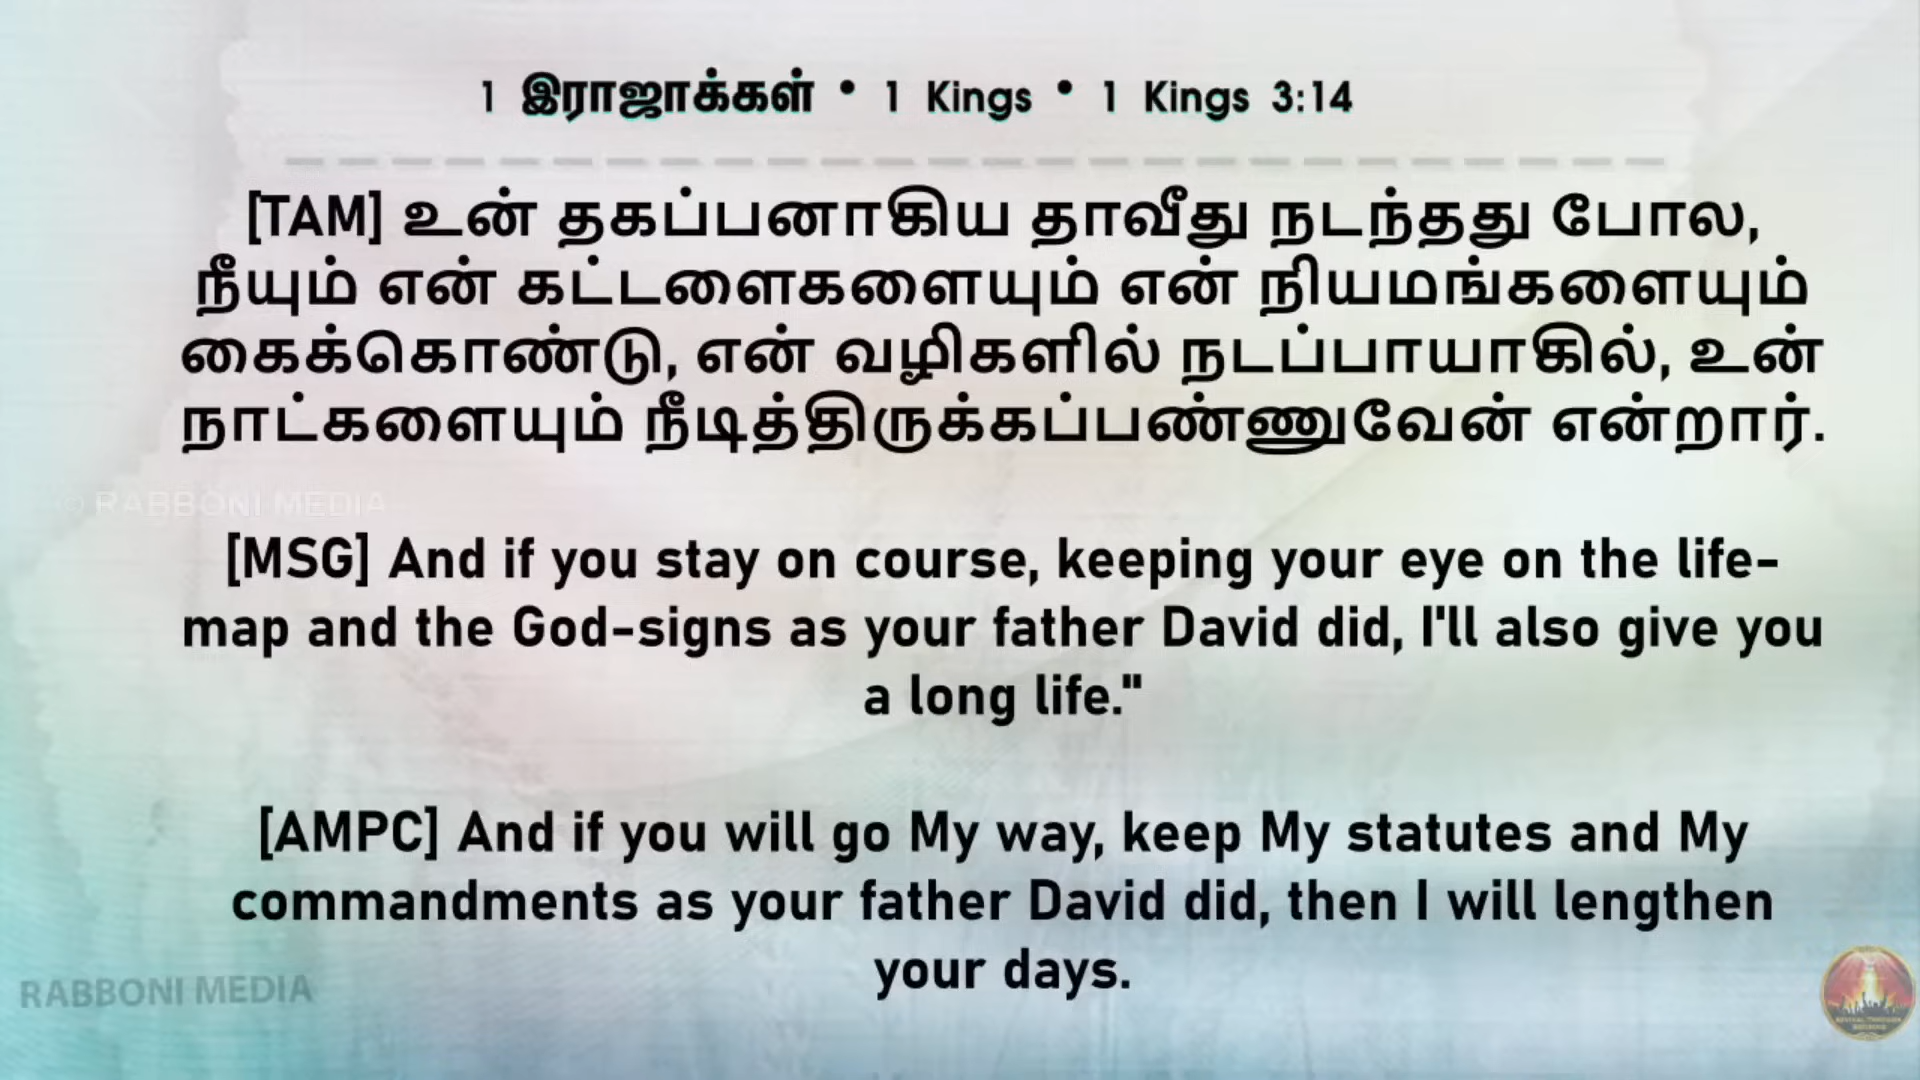 1 இராஜாக்கள் • 1 Kings • 1 Kings 3:14
[TAM] உன் தகப்பனாகிய தாவீது நடந்தது போல,
நீயும் என் கட்டளைகளையும் என் நியமங்களையும்
கைக்கொண்டு, என் வழிகளில் நடப்பாயாகில், உன்
நாட்களையும் நீடித்திருக்கப்பண்ணுவேன் என்றார்.
© RABBONI MEDIA
[MSG] And if you stay on course, keeping your eye on the life-
map and the God-signs as your father David did, I'll also give you
a long life."
[AMPC] And if you will go My way, keep My statutes and My
commandments as your father David did, then I will lengthen
your days.
RABBONI MEDIA